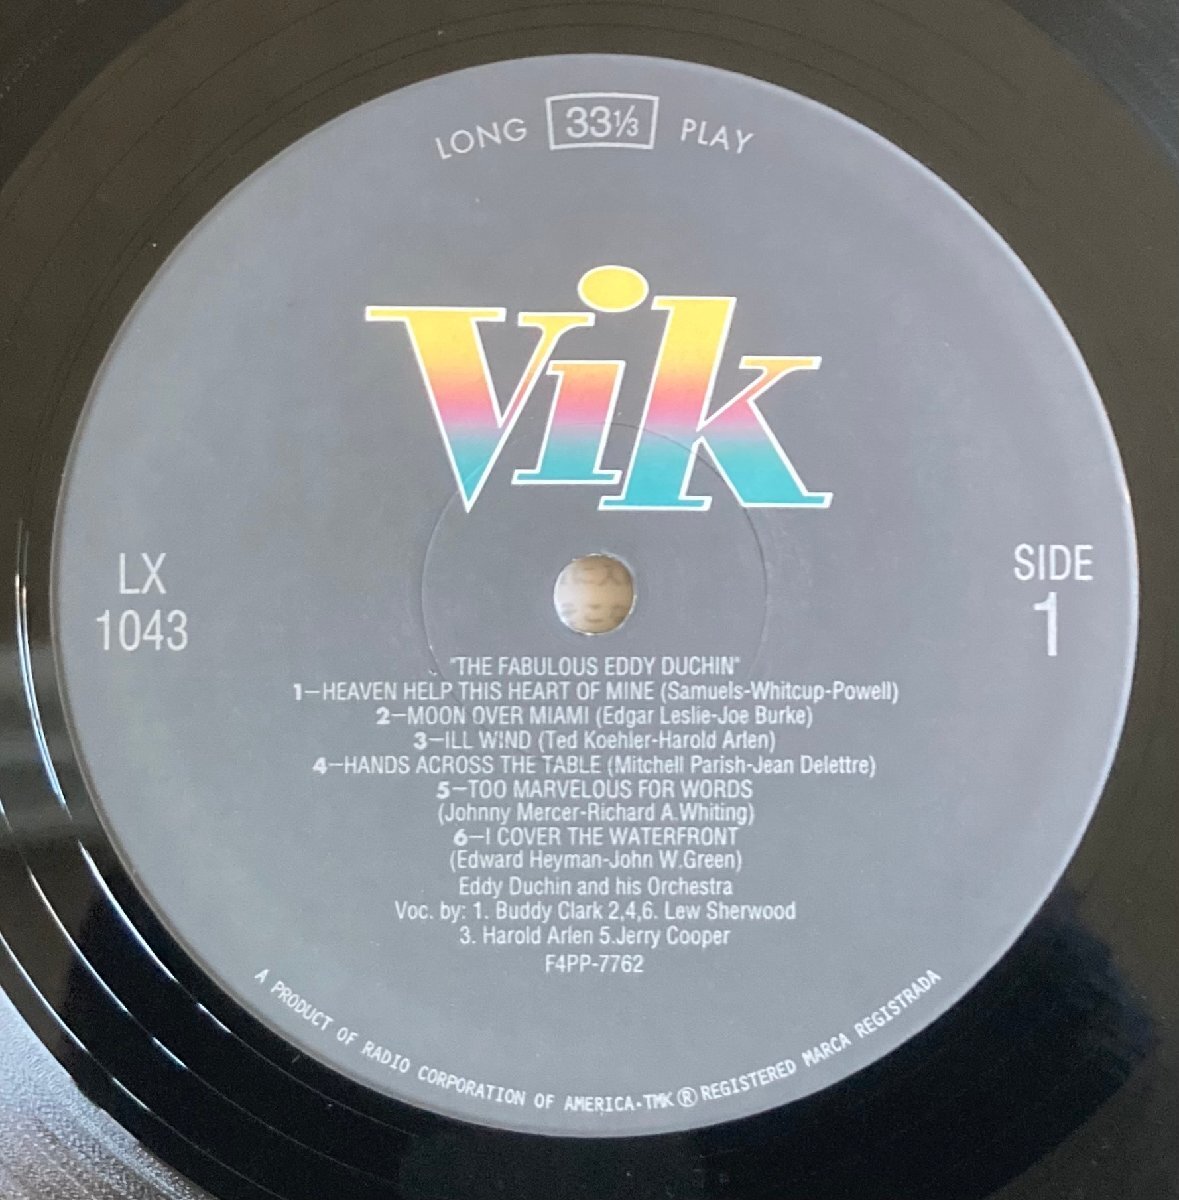 LONG 33⅓ PLAY
Vik
LX
1043
SIDE
1
"THE FABULOUS EDDY DUCHIN"
1—HEAVEN HELP THIS HEART OF MINE (Samuels-Whitcup-Powell)
2—MOON OVER MIAMI (Edgar Leslie-Joe Burke)
3—ILL WIND (Ted Koehler-Harold Arlen)
4—HANDS ACROSS THE TABLE (Mitchell Parish-Jean Delettre)
5—TOO MARVELOUS FOR WORDS
(Johnny Mercer-Richard A.Whiting)
6—I COVER THE WATERFRONT
(Edward Heyman-John W.Green)
Eddy Duchin and his Orchestra
Voc. by: 1. Buddy Clark 2,4,6. Lew Sherwood
3. Harold Arlen 5.Jerry Cooper
F4PP-7762
A PRODUCT OF RADIO CORPORATION OF AMERICA•TMK ® REGISTERED MARCA REGISTRADA